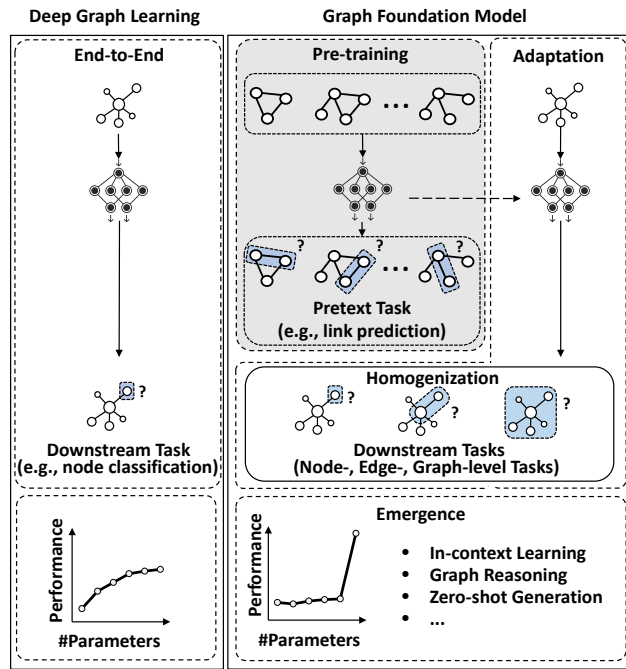 Deep Graph Learning
Graph Foundation Model
End-to-End
Pre-training
Adaptation
...
? ? ... ?
Pretext Task
(e.g., link prediction)
?
Downstream Task
(e.g., node classification)
Homogenization
? ? ?
Downstream Tasks
(Node-, Edge-, Graph-level Tasks)
Performance
#Parameters
Emergence
Performance
#Parameters
• In-context Learning
• Graph Reasoning
• Zero-shot Generation
• ...